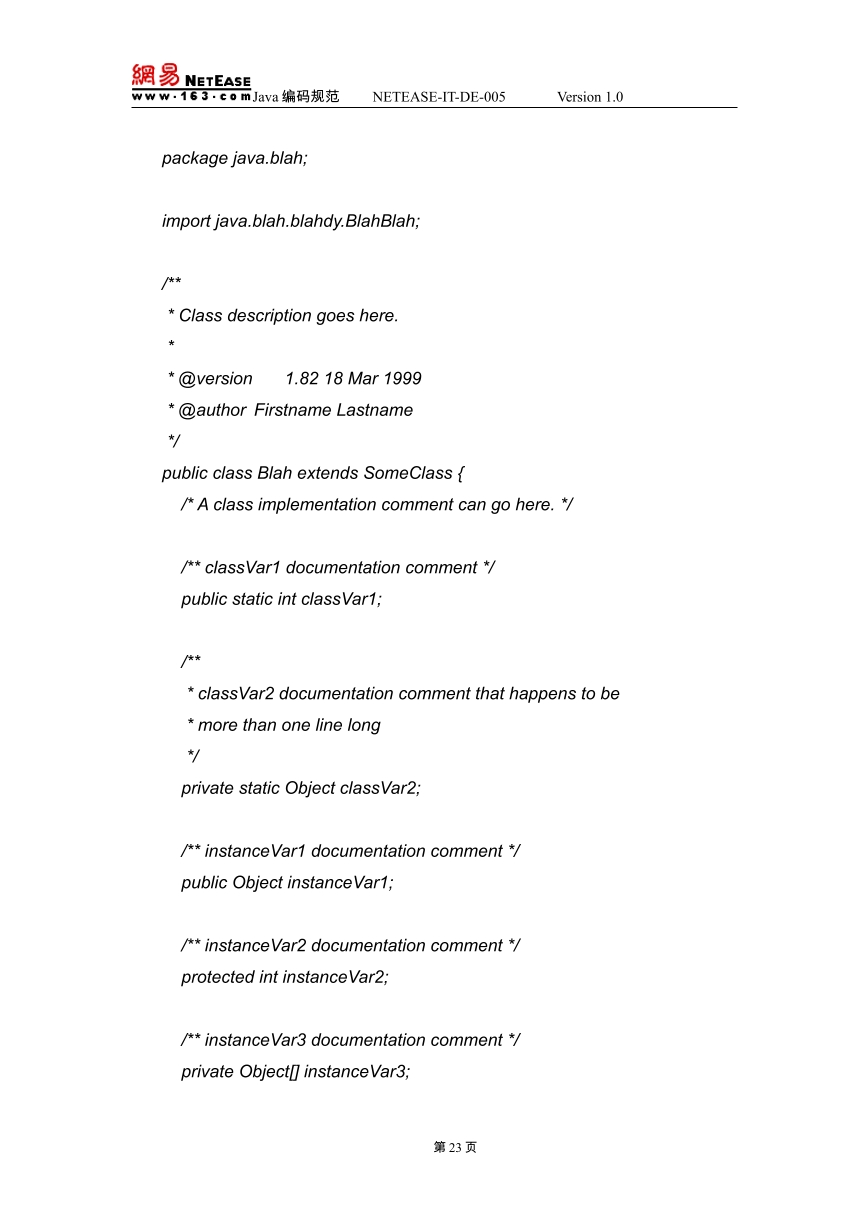 網易 NETEASE
www.163.com Java 编码规范 NETEASE-IT-DE-005 Version 1.0
package java.blah;
import java.blah.blahdy.BlahBlah;
/**
* Class description goes here.
*
* @version 1.82 18 Mar 1999
* @author Firstname Lastname
*/
public class Blah extends SomeClass {
/* A class implementation comment can go here. */
/** classVar1 documentation comment */
public static int classVar1;
/**
* classVar2 documentation comment that happens to be
* more than one line long
*/
private static Object classVar2;
/** instanceVar1 documentation comment */
public Object instanceVar1;
/** instanceVar2 documentation comment */
protected int instanceVar2;
/** instanceVar3 documentation comment */
private Object[] instanceVar3;
第 23 页